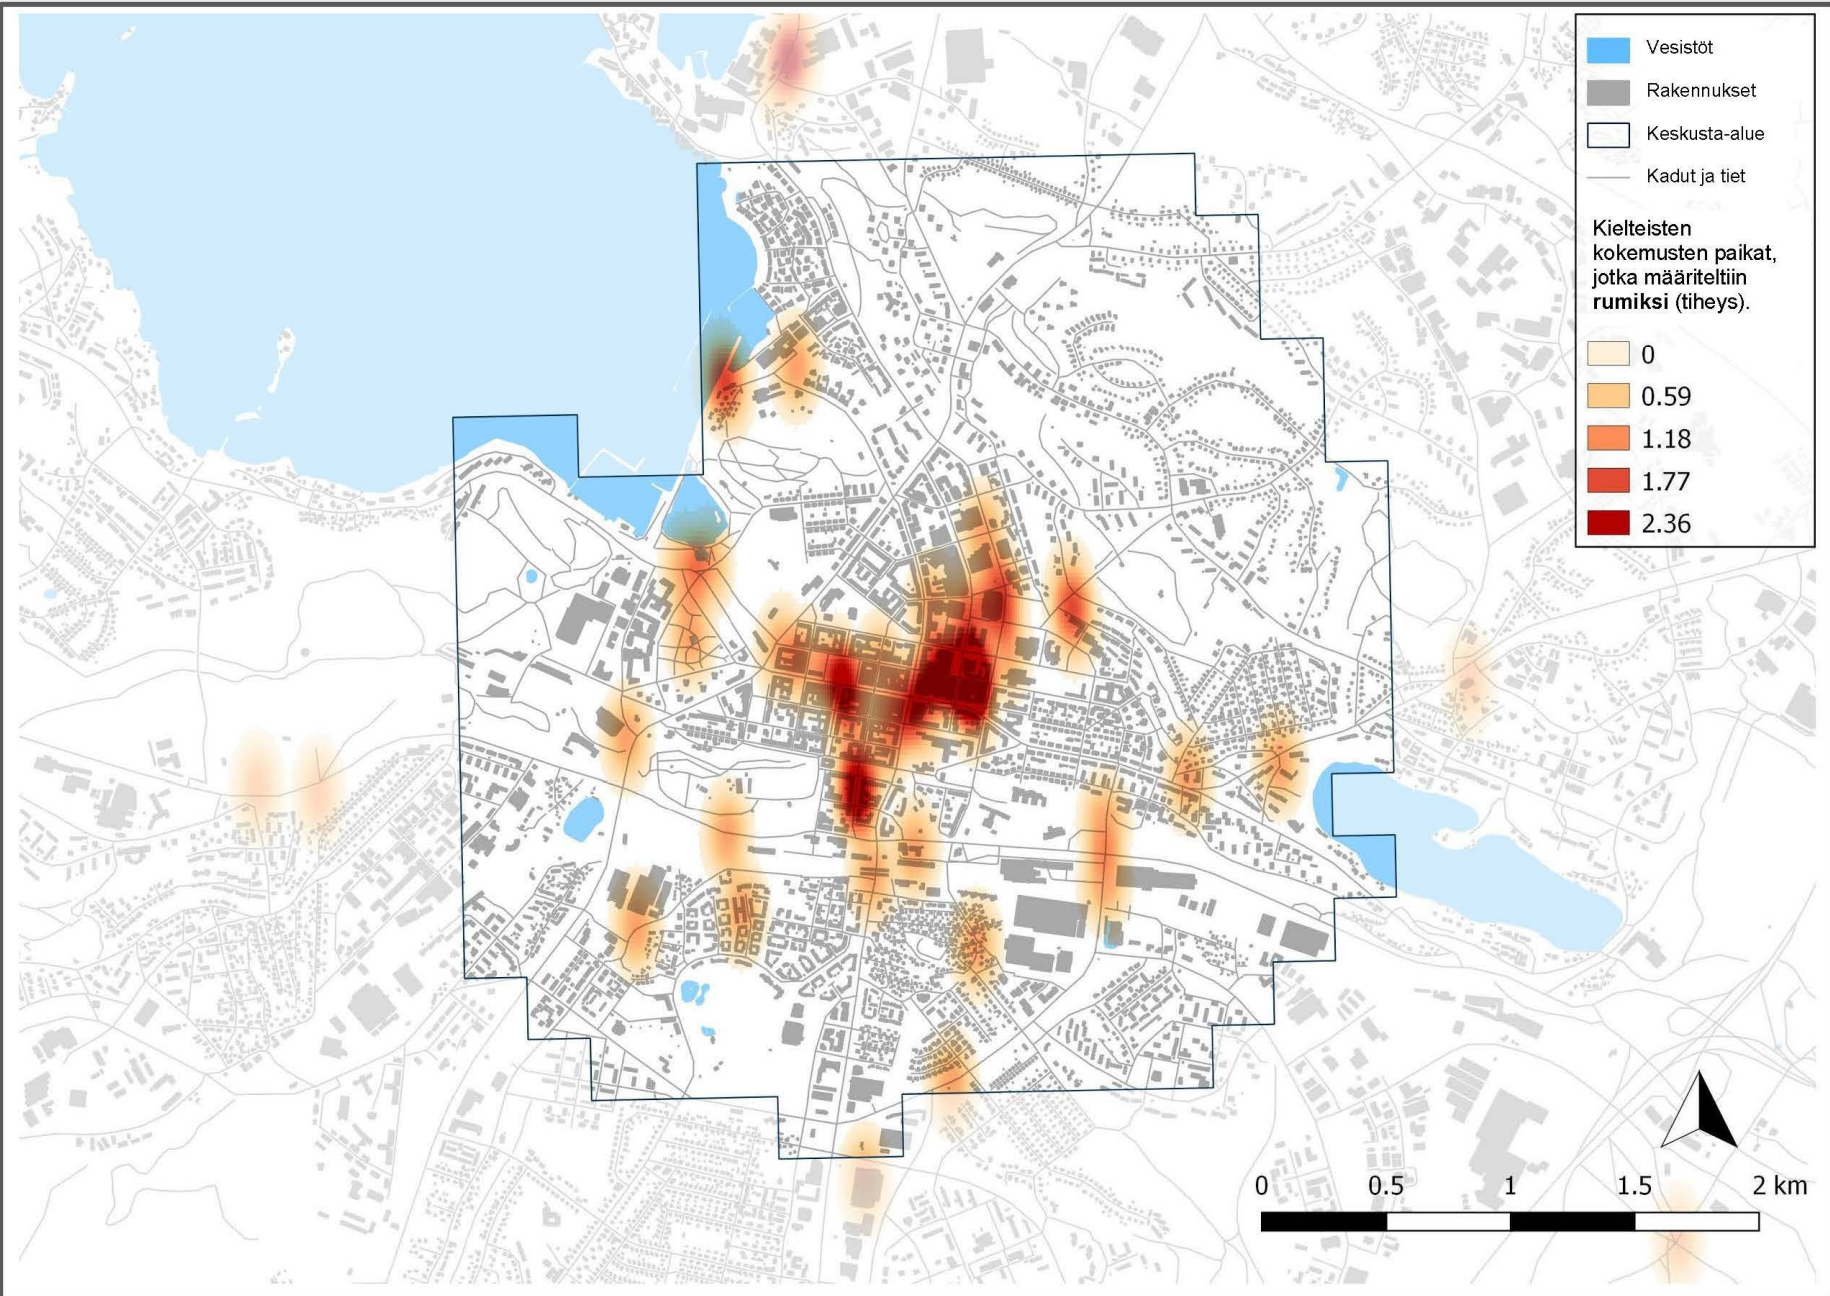 Vesistöt
Rakennukset
Keskusta-alue
Kadut ja tiet
Kielteisten
kokemusten paikat,
jotka määriteltiin
rumiksi (tiheys).
0
0.59
1.18
1.77
2.36
0 0.5 1 1.5 2 km